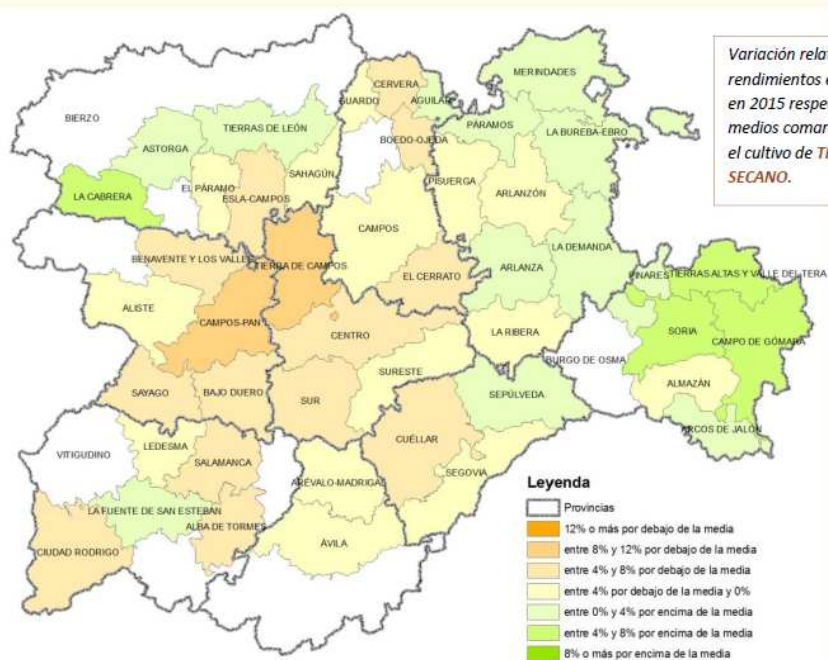 Variación rela
rendimientos e
en 2015 respe
medios comar
el cultivo de T
SECANO.
MERINDADES
CERVERA
GUARDO
AGUILAR
BIERZO
TIERRAS DE LEÓN
PÁRAMOS
LA BUREBA-EBRO
ASTORGA
BOEDO-OJEDA
SAHAGÚN
EL PÁRAMO
PISUERGA
LA CABRERA
ESLA-CAMPOS
ARLANZÓN
CAMPOS
LA DEMANDA
BENAVENTE Y LOS VALLES
TIERRA DE CAMPOS
ARLANZA
EL CERRATO
PINARES
TIERRAS ALTAS Y VALLE DEL TERA
ALISTE
CAMPOS-PAN
CENTRO
LA RIBERA
SORIA
CAMPO DE GÓMARA
BURGO DE OSMA
SURESTE
ALMAZÁN
SAYAGO
BAJO DUERO
SUR
SEPÚLVEDA
ARCOS DE JALÓN
VITIGUDINO
LEDESMA
CUÉLLAR
SALAMANCA
SEGOVIA
ARÉVALO-MADRIGAL
LA FUENTE DE SAN ESTEBAN
ALBA DE TORMES
CIUDAD RODRIGO
ÁVILA
Leyenda
Provincias
12% o más por debajo de la media
entre 8% y 12% por debajo de la media
entre 4% y 8% por debajo de la media
entre 4% por debajo de la media y 0%
entre 0% y 4% por encima de la media
entre 4% y 8% por encima de la media
8% o más por encima de la media